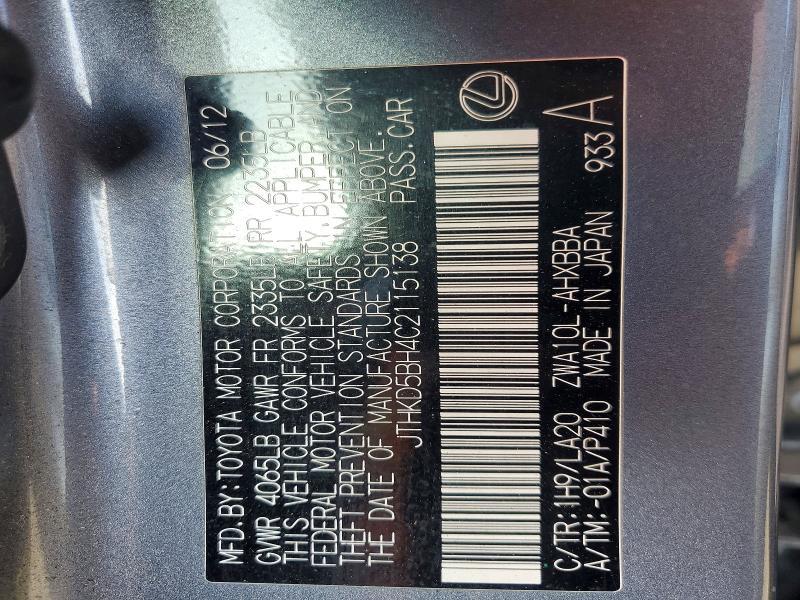 MFD.BY:TOYOTA MOTOR CORPORATION 06/12
GVWR 4065LB GAWR FR 2335LB RR 2235LB
THIS VEHICLE CONFORMS TO ALL APPLICABLE
FEDERAL MOTOR VEHICLE SAFETY, BUMPER, AND
THEFT PREVENTION STANDARDS IN EFFECT ON
THE DATE OF MANUFACTURE SHOWN ABOVE.
JTHKD5BH4C2115138 PASS.CAR
C/TR:1H9/LA20 ZWA10L-AHXBBA 933 A
A/TM:-01A/P410 MADE IN JAPAN